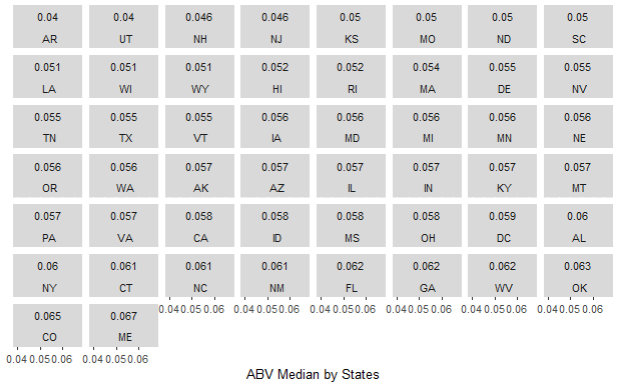 0.04 0.04 0.046 0.046 0.05 0.05 0.05 0.05
AR UT NH NJ KS MO ND SC
0.051 0.051 0.051 0.052 0.052 0.054 0.055 0.055
LA WI WY HI RI MA DE NV
0.055 0.055 0.055 0.056 0.056 0.056 0.056 0.056
TN TX VT IA MD MI MN NE
0.056 0.056 0.057 0.057 0.057 0.057 0.057 0.057
OR WA AK AZ IL IN KY MT
0.057 0.057 0.058 0.058 0.058 0.058 0.059 0.06
PA VA CA ID MS OH DC AL
0.06 0.061 0.061 0.061 0.062 0.062 0.062 0.063
NY CT NC NM FL GA WV OK
0.04 0.05 0.06 0.04 0.05 0.06 0.04 0.05 0.06 0.04 0.05 0.06 0.04 0.05 0.06 0.04 0.05 0.06
0.065 0.067
CO ME
0.04 0.05 0.06 0.04 0.05 0.06
ABV Median by States